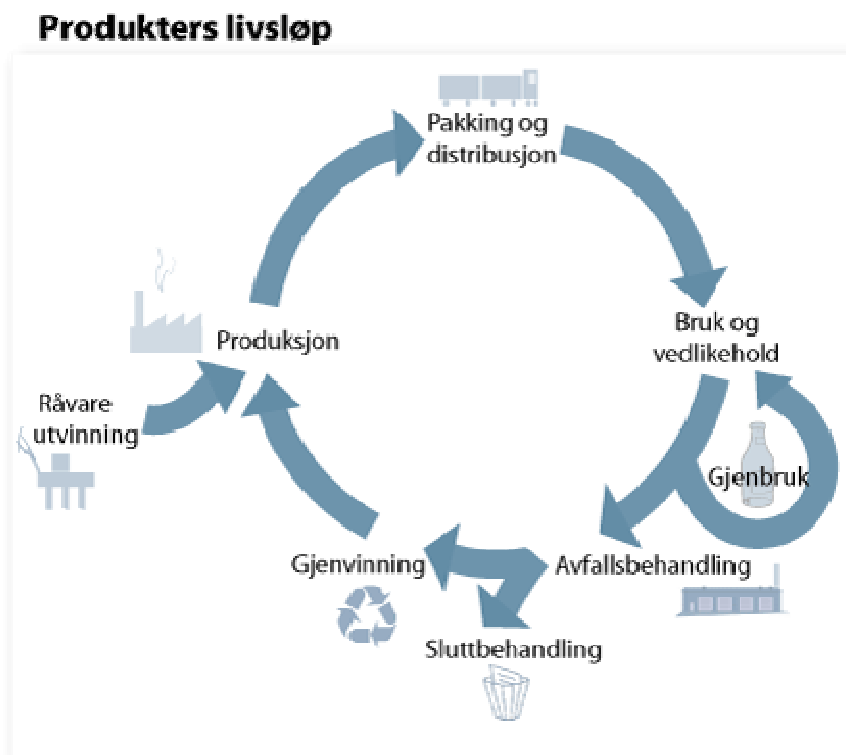 Produkters livsløp
Pakking og
distribusjon
Bruk og
vedlikehold
Produksjon
Råvare-
utvinning
Gjenbruk
Avfallsbehandling
Gjenvinning
Sluttbehandling